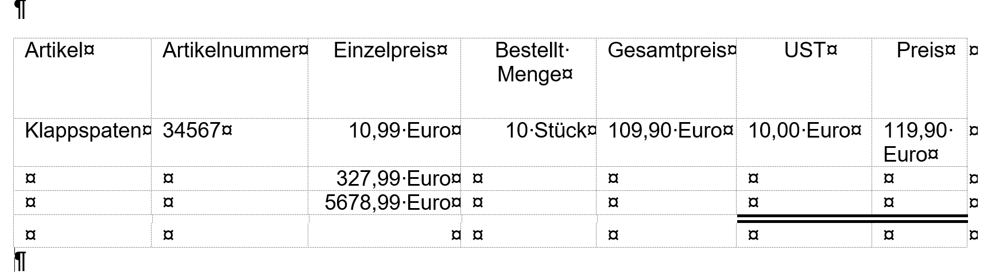 ¶
Artikel¤ Artikelnummer¤ Einzelpreis¤ Bestellt· Gesamtpreis¤ UST¤ Preis¤ ¤
Menge¤
Klappspaten¤ 34567¤ 10,99·Euro¤ 10·Stück¤ 109,90·Euro¤ 10,00·Euro¤ 119,90· ¤
Euro¤
¤ ¤ 327,99·Euro¤ ¤ ¤ ¤ ¤ ¤
¤ ¤ 5678,99·Euro¤ ¤ ¤ ¤ ¤ ¤
¤ ¤ ¤ ¤ ¤ ¤ ¤ ¤
¶